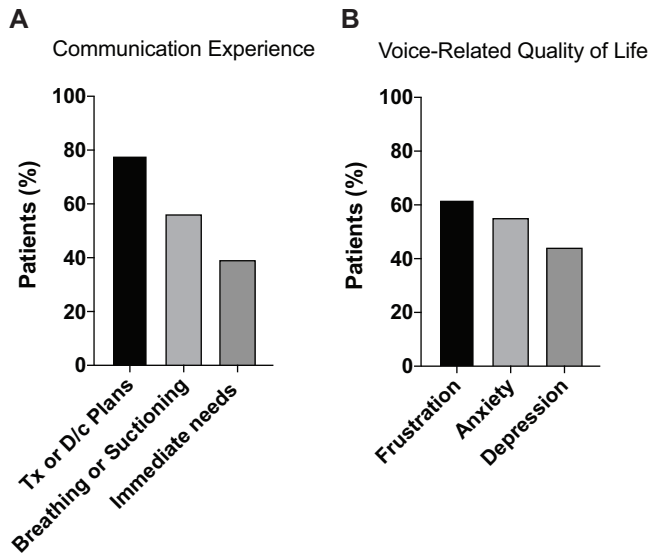 A
Communication Experience
Patients (%)
100
80
60
40
20
0
Tx or D/c Plans
Breathing or Suctioning
Immediate needs
B
Voice-Related Quality of Life
Patients (%)
100
80
60
40
20
0
Frustration
Anxiety
Depression